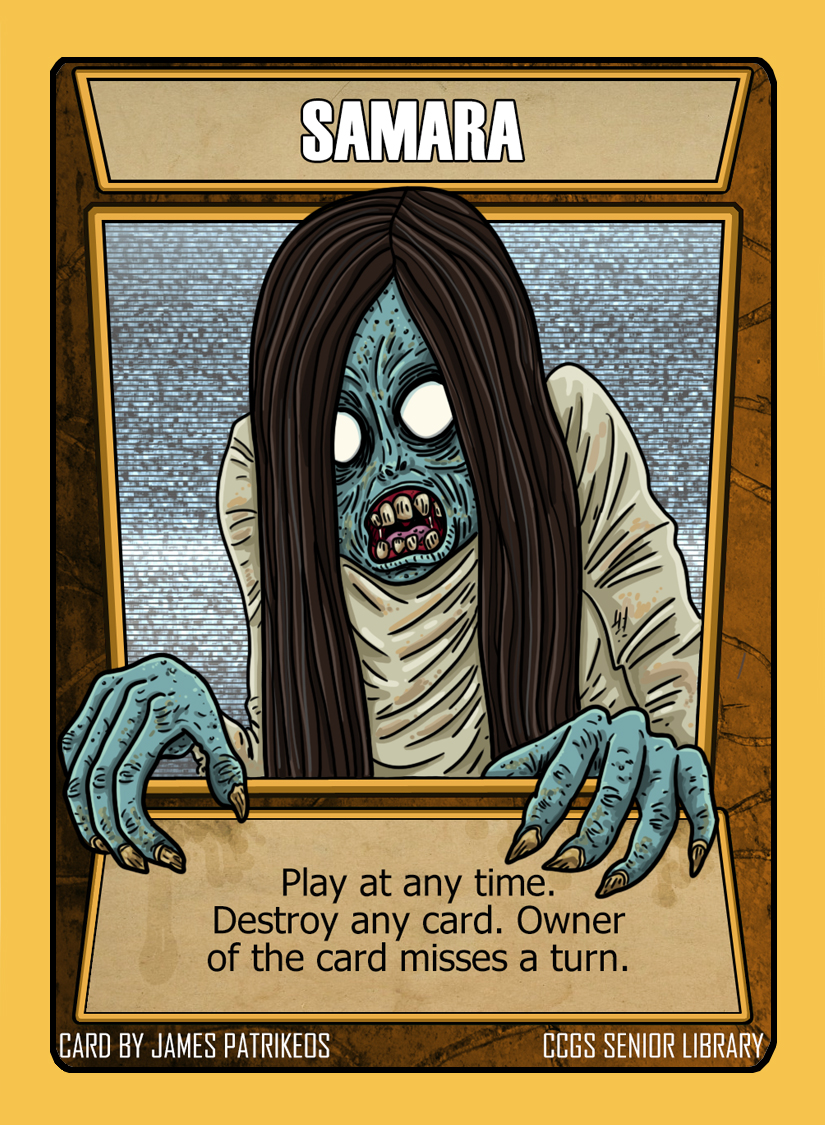 SAMARA
Play at any time.
Destroy any card. Owner
of the card misses a turn.
CARD BY JAMES PATRIKEOS
CCGS SENIOR LIBRARY